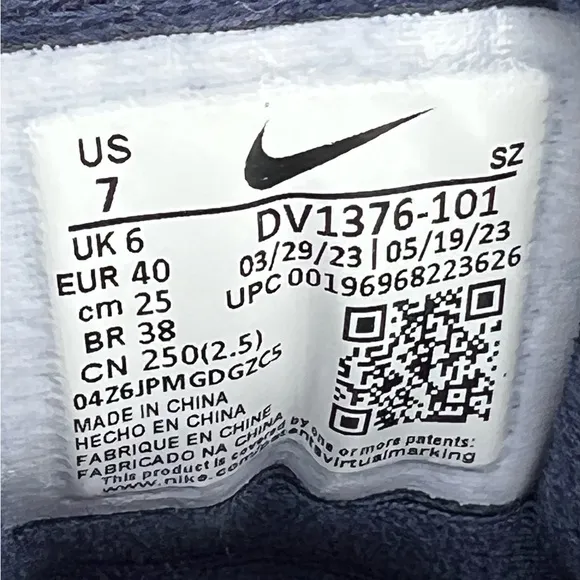 US
7
SZ
DV1376-101
03/29/23 | 05/19/23
UPC 00196968223626
UK 6
EUR 40
cm 25
BR 38
CN 250(2.5)
04Z6JPMGDGZC5
MADE IN CHINA
HECHO EN CHINA
FABRIQUE EN CHINE
FABRICADO NA CHINA
This product is covered by one or more patents:
www.nike.com/patentsvirtualmarking